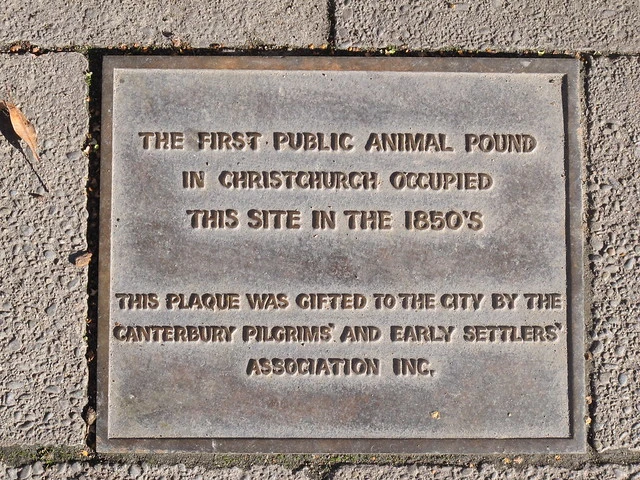 THE FIRST PUBLIC ANIMAL POUND
IN CHRISTCHURCH OCCUPIED
THIS SITE IN THE 1850'S
THIS PLAQUE WAS GIFTED TO THE CITY BY THE
CANTERBURY PILGRIMS' AND EARLY SETTLERS'
ASSOCIATION INC.